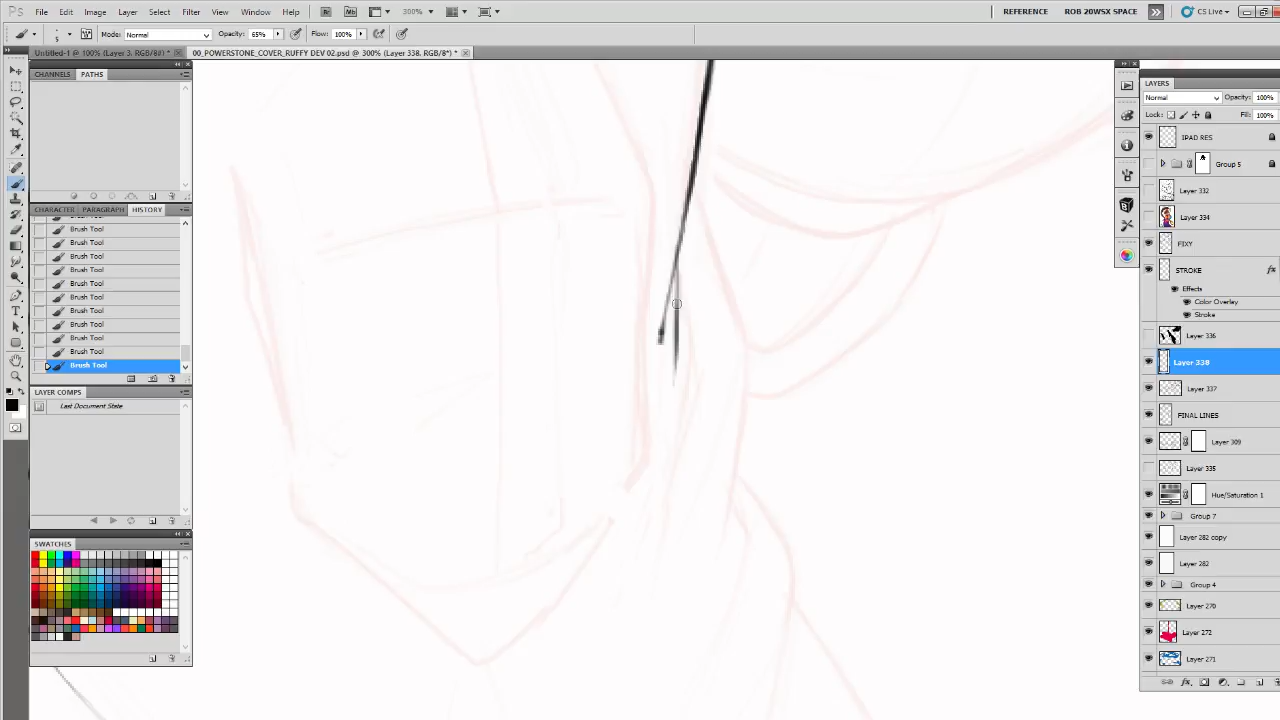 Ps File Edit Image Layer Select Filter View Window Help Br Mb 300% REFERENCE ROB 20WSX SPACE CS Live
5 Mode: Normal Opacity: 65% Flow: 100%
Untitled-1 @ 100% (Layer 3, RGB/8#) * 00_POWERSTONE_COVER_RUFFY DEV 02.psd @ 300% (Layer 338, RGB/8*) *
CHANNELS PATHS
CHARACTER PARAGRAPH HISTORY
Brush Tool
Brush Tool
Brush Tool
Brush Tool
Brush Tool
Brush Tool
Brush Tool
Brush Tool
Brush Tool
Brush Tool
Brush Tool
Brush Tool
LAYER COMPS
Last Document State
SWATCHES
LAYERS
Normal Opacity: 100%
Lock: Fill: 100%
IPAD RES
Group 5
Layer 332
Layer 334
FIXY
STROKE fx
Effects
Color Overlay
Stroke
Layer 336
Layer 338
Layer 337
FINAL LINES
Layer 309
Layer 335
Hue/Saturation 1
Group 7
Layer 282 copy
Layer 282
Group 4
Layer 270
Layer 272
Layer 271